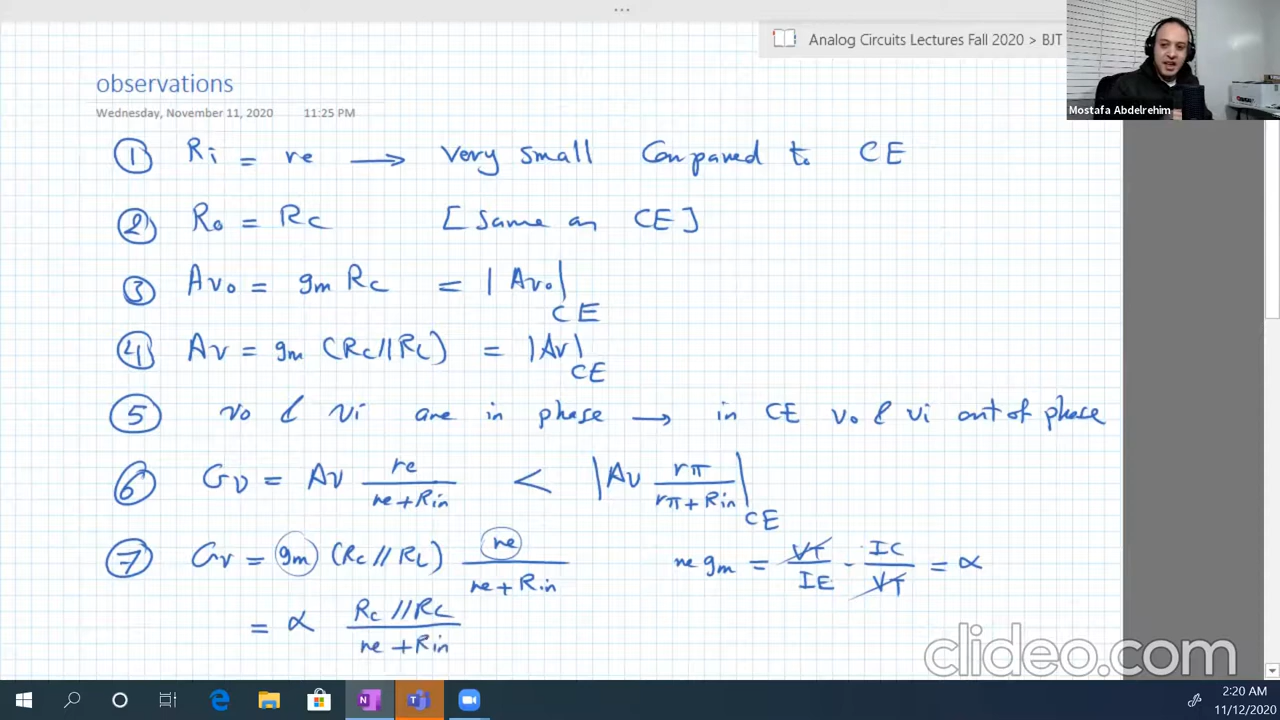 Analog Circuits Lectures Fall 2020 > BJT
Mostafa Abdelrehim
observations
Wednesday, November 11, 2020 11:25 PM
① Ri = re → Very small Compared to CE
② Ro = Rc [Same as CE]
③ Avo = gm Rc = |Avo|CE
④ Av = gm (Rc//RL) = |Av|CE
⑤ vo & vi are in phase → in CE vo & vi out of phase
⑥ Gv = Av re/(re+Rin) < |Av rπ/(rπ+Rin)|CE
⑦ Gv = gm (Rc//RL) re/(re+Rin) re gm = VT/IE · IC/VT = α
= α Rc//RL/(re+Rin)
clideo.com
2:20 AM
11/12/2020